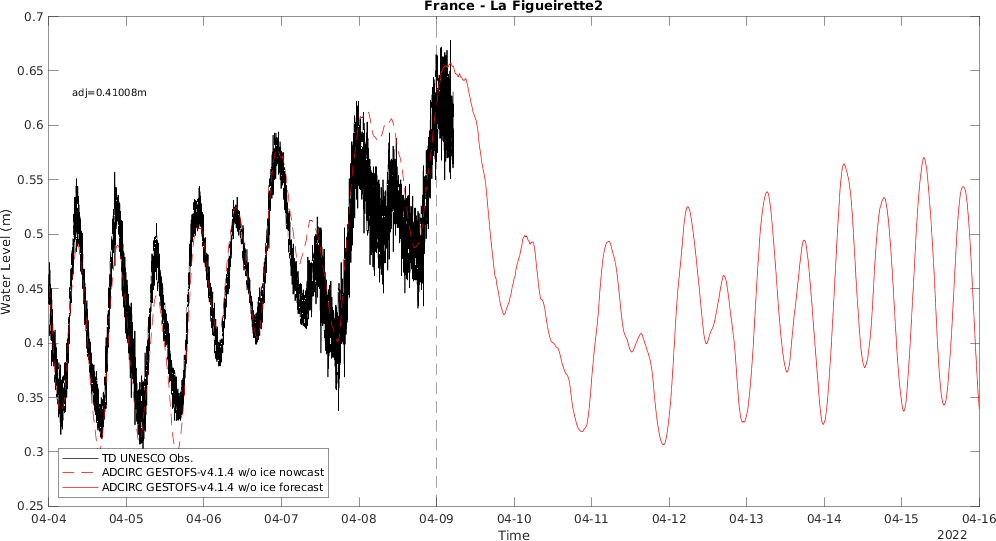 France - La Figueirette2
0.7
0.65
0.6
0.55
0.5
0.45
0.4
0.35
0.3
0.25
Water Level (m)
adj=0.41008m
TD UNESCO Obs.
ADCIRC GESTOFS-v4.1.4 w/o ice nowcast
ADCIRC GESTOFS-v4.1.4 w/o ice forecast
04-04 04-05 04-06 04-07 04-08 04-09 04-10 04-11 04-12 04-13 04-14 04-15 04-16
Time
2022